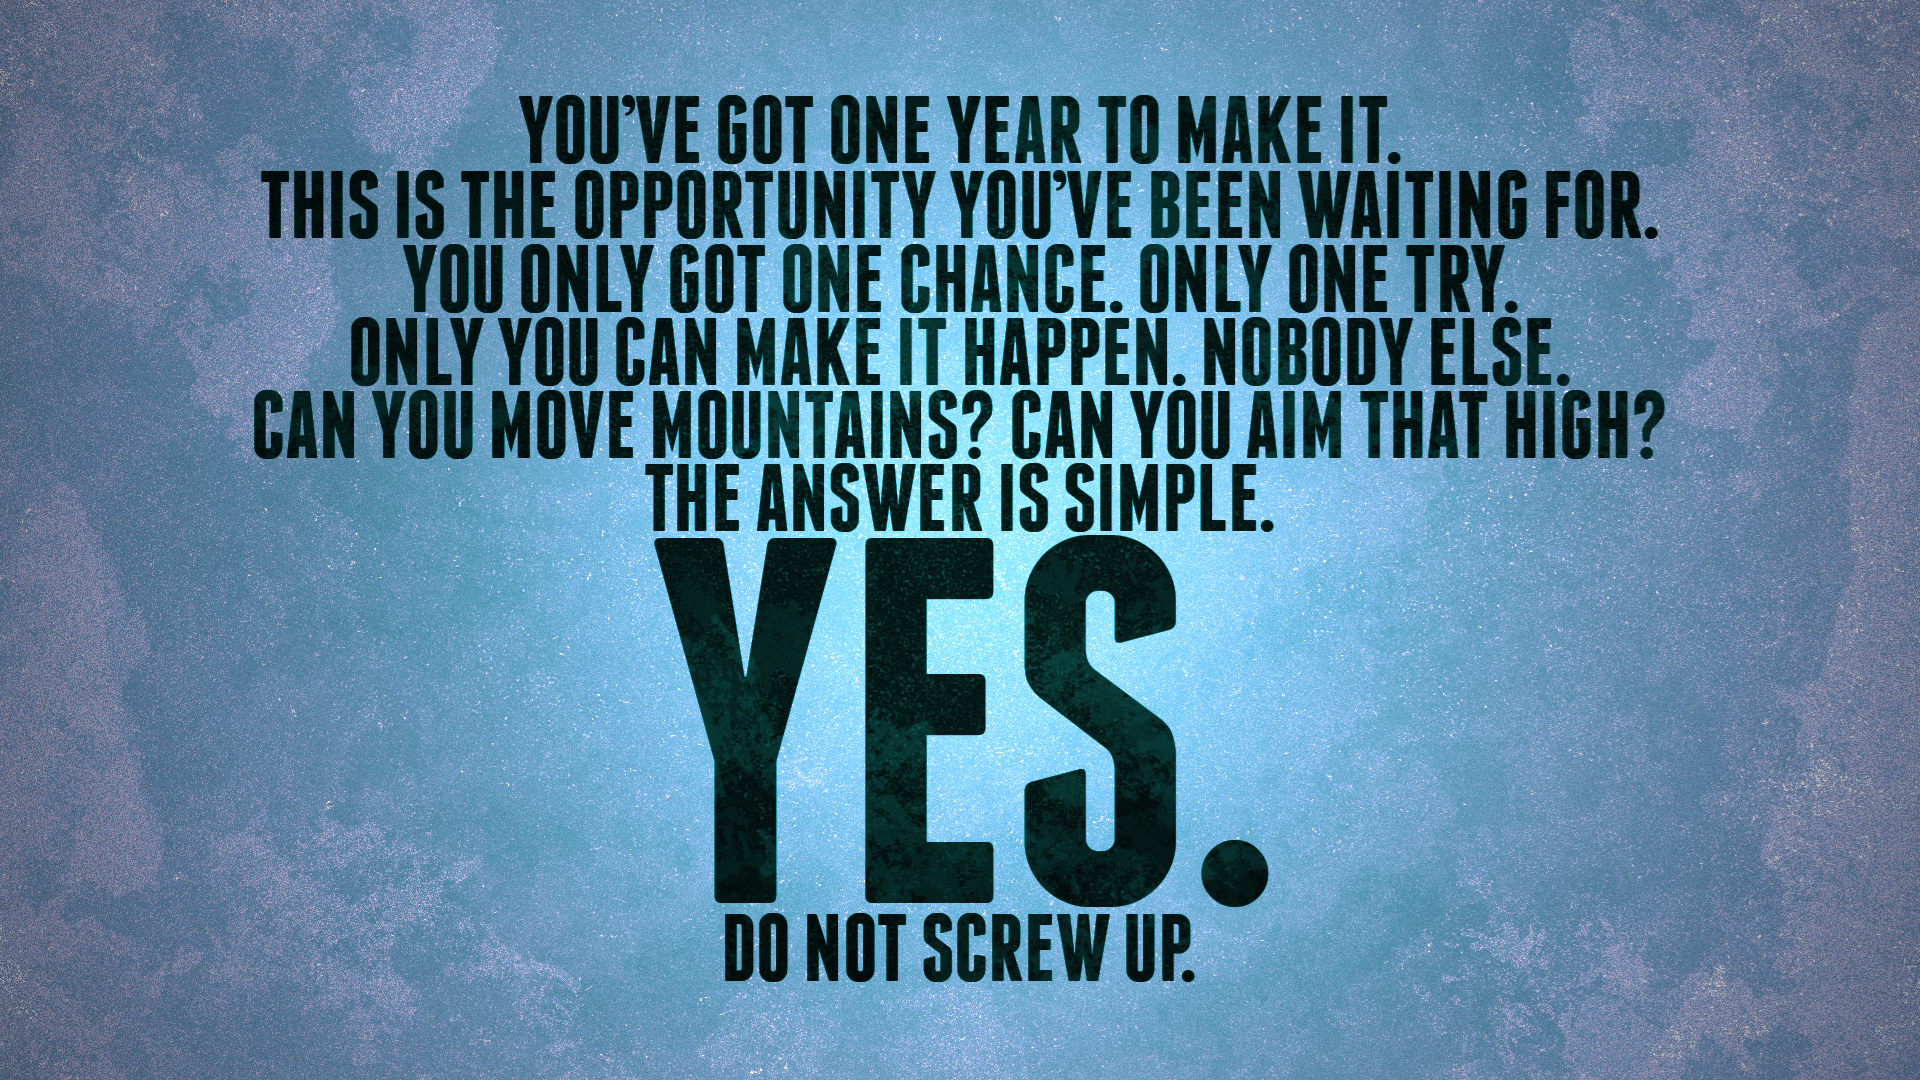 YOU’VE GOT ONE YEAR TO MAKE IT.
THIS IS THE OPPORTUNITY YOU’VE BEEN WAITING FOR.
YOU ONLY GOT ONE CHANCE. ONLY ONE TRY.
ONLY YOU CAN MAKE IT HAPPEN. NOBODY ELSE.
CAN YOU MOVE MOUNTAINS? CAN YOU AIM THAT HIGH?
THE ANSWER IS SIMPLE.
YES.
DO NOT SCREW UP.